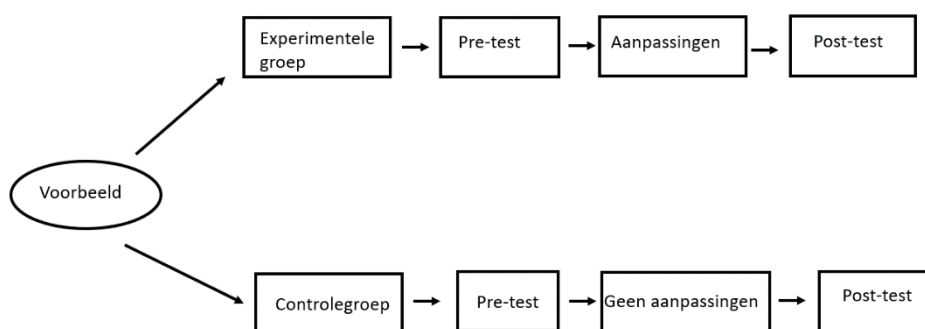 Experimentele
groep
Pre-test
Aanpassingen
Post-test
Voorbeeld
Controlegroep
Pre-test
Geen aanpassingen
Post-test